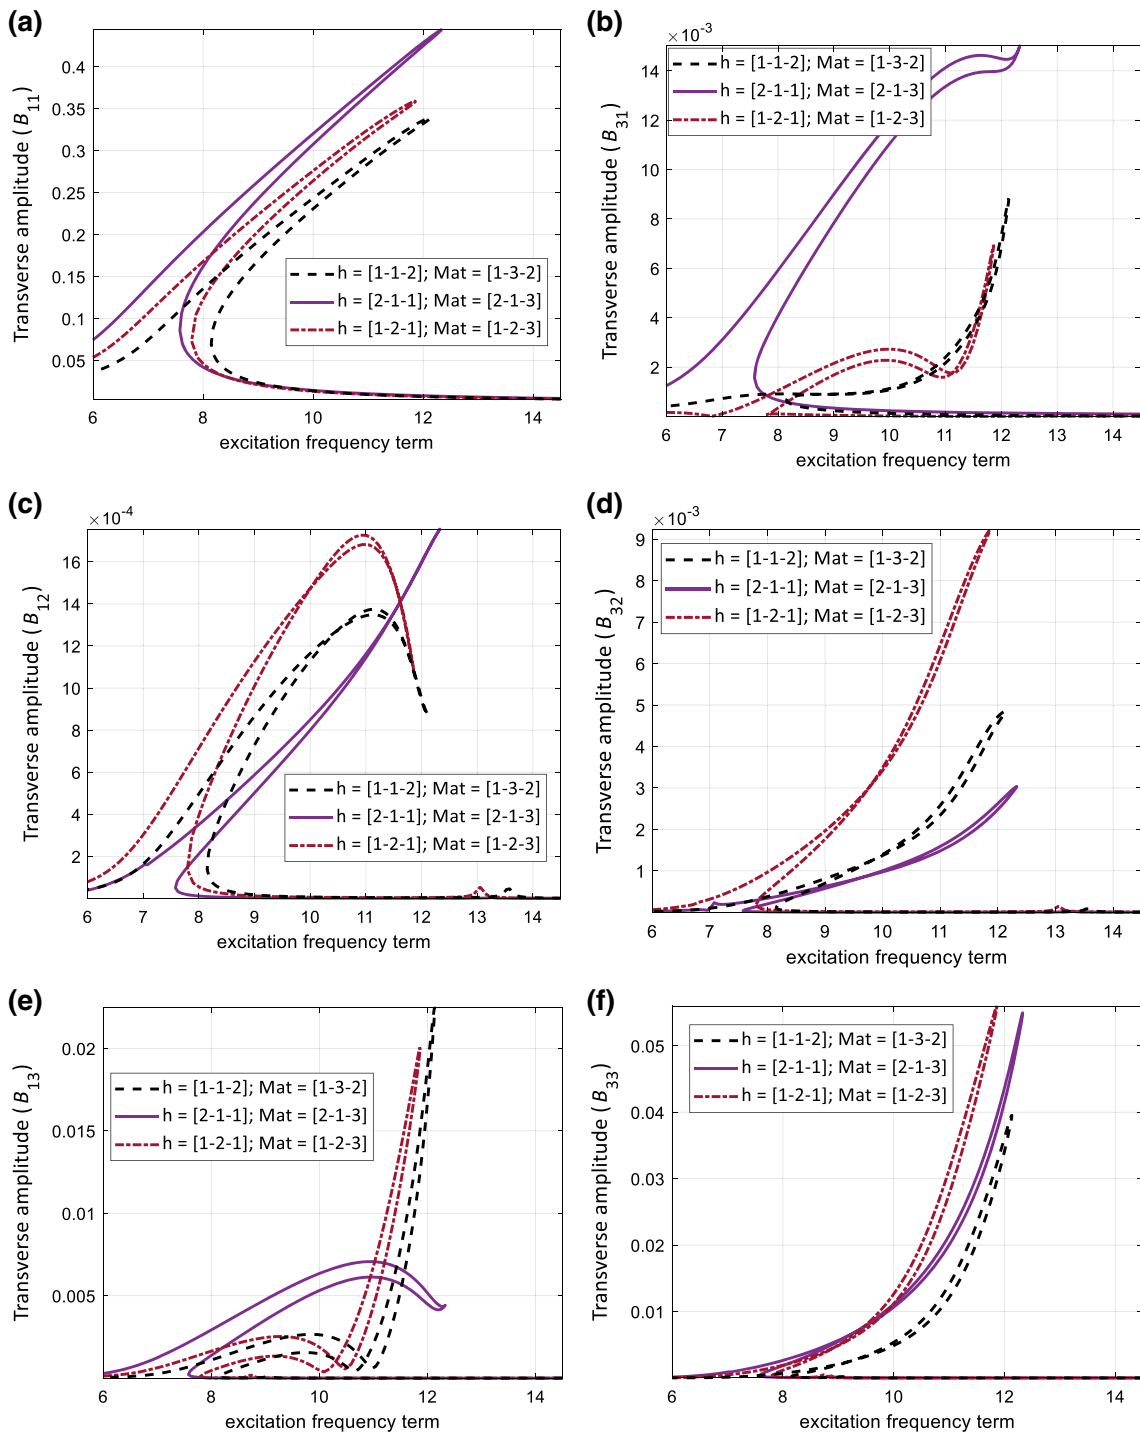 (a)
0.4
0.35
0.3
0.25
0.2
0.15
0.1
0.05
6 8 10 12 14
Transverse amplitude (B11)
excitation frequency term
h = [1-1-2]; Mat = [1-3-2]
h = [2-1-1]; Mat = [2-1-3]
h = [1-2-1]; Mat = [1-2-3]
(b)
×10-3
14
12
10
8
6
4
2
6 7 8 9 10 11 12 13 14
Transverse amplitude (B31)
excitation frequency term
h = [1-1-2]; Mat = [1-3-2]
h = [2-1-1]; Mat = [2-1-3]
h = [1-2-1]; Mat = [1-2-3]
(c)
×10-4
16
14
12
10
8
6
4
2
6 7 8 9 10 11 12 13 14
Transverse amplitude (B12)
excitation frequency term
h = [1-1-2]; Mat = [1-3-2]
h = [2-1-1]; Mat = [2-1-3]
h = [1-2-1]; Mat = [1-2-3]
(d)
×10-3
9
8
7
6
5
4
3
2
1
6 7 8 9 10 11 12 13 14
Transverse amplitude (B32)
excitation frequency term
h = [1-1-2]; Mat = [1-3-2]
h = [2-1-1]; Mat = [2-1-3]
h = [1-2-1]; Mat = [1-2-3]
(e)
0.02
0.015
0.01
0.005
6 8 10 12 14
Transverse amplitude (B13)
excitation frequency term
h = [1-1-2]; Mat = [1-3-2]
h = [2-1-1]; Mat = [2-1-3]
h = [1-2-1]; Mat = [1-2-3]
(f)
0.05
0.04
0.03
0.02
0.01
6 8 10 12 14
Transverse amplitude (B33)
excitation frequency term
h = [1-1-2]; Mat = [1-3-2]
h = [2-1-1]; Mat = [2-1-3]
h = [1-2-1]; Mat = [1-2-3]